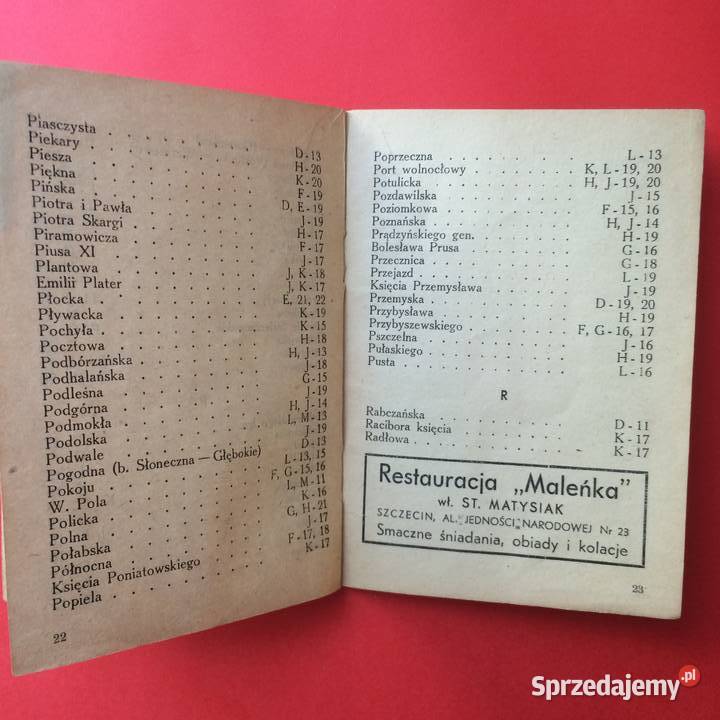 Piasczysta . . . . . . D - 13
Piekary . . . . . . H - 20
Piesza . . . . . . K - 20
Piękna . . . . . . F - 19
Pińska . . . . . . D, E - 19
Piotra i Pawła . . . . . . J - 19
Piotra Skargi . . . . . . H - 17
Piramowicza . . . . . . F - 17
Piusa XI . . . . . . J - 17
Plantowa . . . . . . J, K - 18
Emilii Plater . . . . . . J, K - 17
Płocka . . . . . . E, 21, 22
Pływacka . . . . . . K - 19
Pochyła . . . . . . K - 15
Pocztowa . . . . . . H - 18
Podbórzańska . . . . . . H, J - 13
Podhalańska . . . . . . J - 18
Podleśna . . . . . . G - 15
Podgórna . . . . . . J - 19
Podmokła . . . . . . H, J - 14
Podolska . . . . . . L, M - 13
Podwale . . . . . . J - 19
Pogodna (b. Słoneczna — Głębokie) D - 13
Pokoju . . . . . . L - 13, 15
W. Pola . . . . . . F, G - 15, 16
Policka . . . . . . L, M - 11
Polna . . . . . . K - 16
Połabska . . . . . . G, H - 21
Północna . . . . . . J - 17
Księcia Poniatowskiego . . . . F - 17, 18
Popiela . . . . . . K - 17
22
Poprzeczna . . . . . . L - 13
Port wolnocłowy . . . . . . K, L - 19, 20
Potulicka . . . . . . H, J - 19, 20
Pozdawilska . . . . . . J - 15
Poziomkowa . . . . . . F - 15, 16
Poznańska . . . . . . H, J - 14
Prądzyńskiego gen. . . . . . . H - 19
Bolesława Prusa . . . . . . G - 16
Przecznica . . . . . . G - 18
Przejazd . . . . . . L - 19
Księcia Przemysława . . . . . . J - 19
Przemyska . . . . . . D - 19, 20
Przybysława . . . . . . H - 19
Przybyszewskiego . . . . . . F, G - 16, 17
Pszczelna . . . . . . J - 16
Pułaskiego . . . . . . H - 19
Pusta . . . . . . L - 16
R
Rabczańska . . . . . . D - 11
Racibora księcia . . . . . . K - 17
Radłowa . . . . . . K - 17
Restauracja „Maleńka"
wł. ST. MATYSIAK
SZCZECIN, AL. JEDNOŚCI NARODOWEJ Nr 23
Smaczne śniadania, obiady i kolacje
23
Sprzedajemy.pl